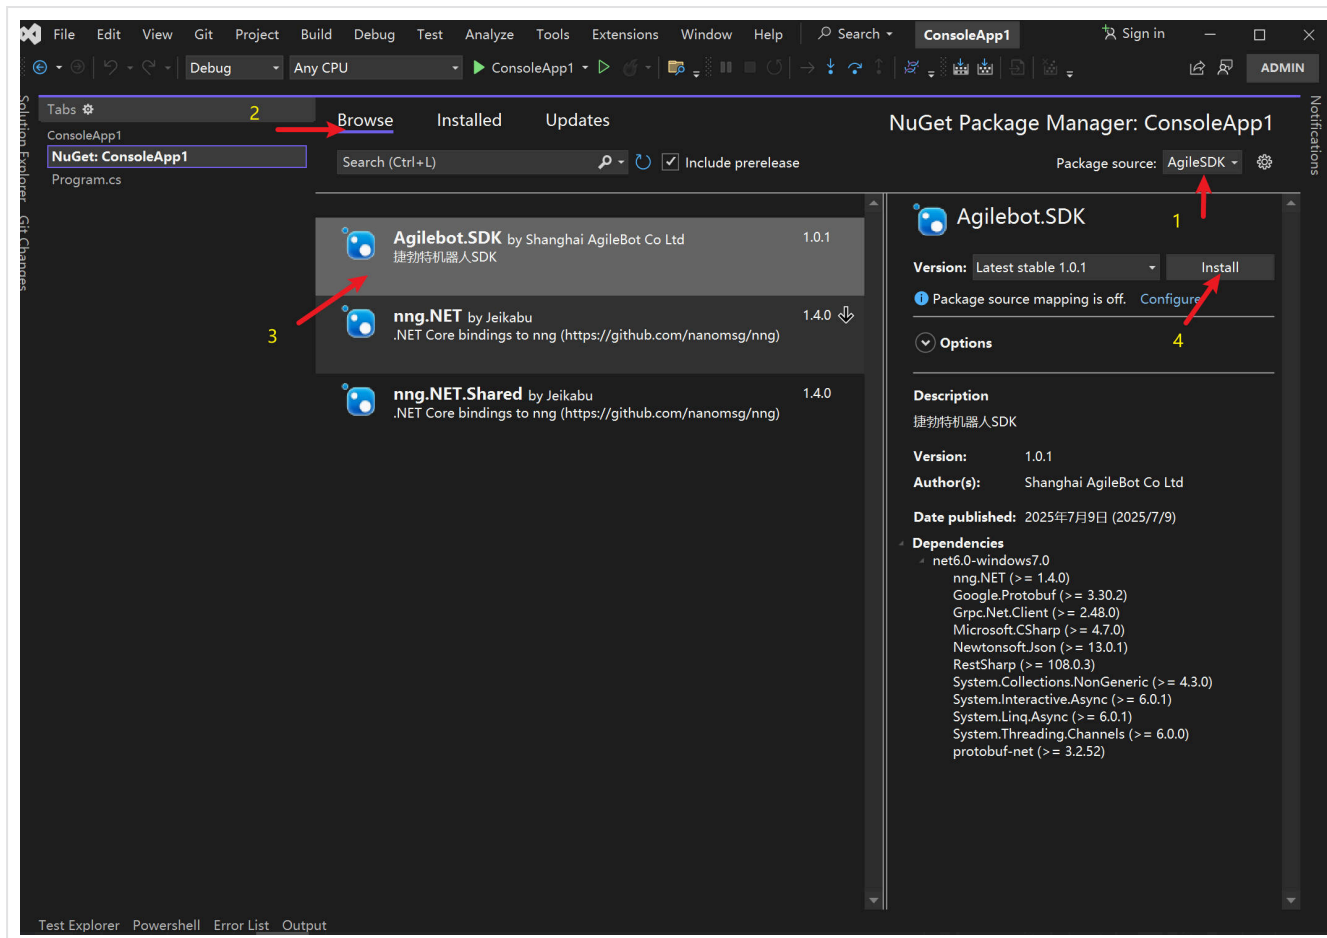 File Edit View Git Project Build Debug Test Analyze Tools Extensions Window Help Search ConsoleApp1 Sign in
Debug Any CPU ConsoleApp1 ADMIN
Solution Explorer
Git Changes
Tabs
ConsoleApp1
NuGet: ConsoleApp1
Program.cs
2
Browse Installed Updates
NuGet Package Manager: ConsoleApp1
Search (Ctrl+L) Include prerelease
Package source: AgileSDK
1
Notifications
Agilebot.SDK by Shanghai AgileBot Co Ltd 1.0.1
捷勃特机器人SDK
3
nng.NET by Jeikabu 1.4.0
.NET Core bindings to nng (https://github.com/nanomsg/nng)
nng.NET.Shared by Jeikabu 1.4.0
.NET Core bindings to nng (https://github.com/nanomsg/nng)
Agilebot.SDK
Version: Latest stable 1.0.1 Install
Package source mapping is off. Configure
4
Options
Description
捷勃特机器人SDK
Version: 1.0.1
Author(s): Shanghai AgileBot Co Ltd
Date published: 2025年7月9日 (2025/7/9)
Dependencies
net6.0-windows7.0
nng.NET (>= 1.4.0)
Google.Protobuf (>= 3.30.2)
Grpc.Net.Client (>= 2.48.0)
Microsoft.CSharp (>= 4.7.0)
Newtonsoft.Json (>= 13.0.1)
RestSharp (>= 108.0.3)
System.Collections.NonGeneric (>= 4.3.0)
System.Interactive.Async (>= 6.0.1)
System.Linq.Async (>= 6.0.1)
System.Threading.Channels (>= 6.0.0)
protobuf-net (>= 3.2.52)
Test Explorer Powershell Error List Output